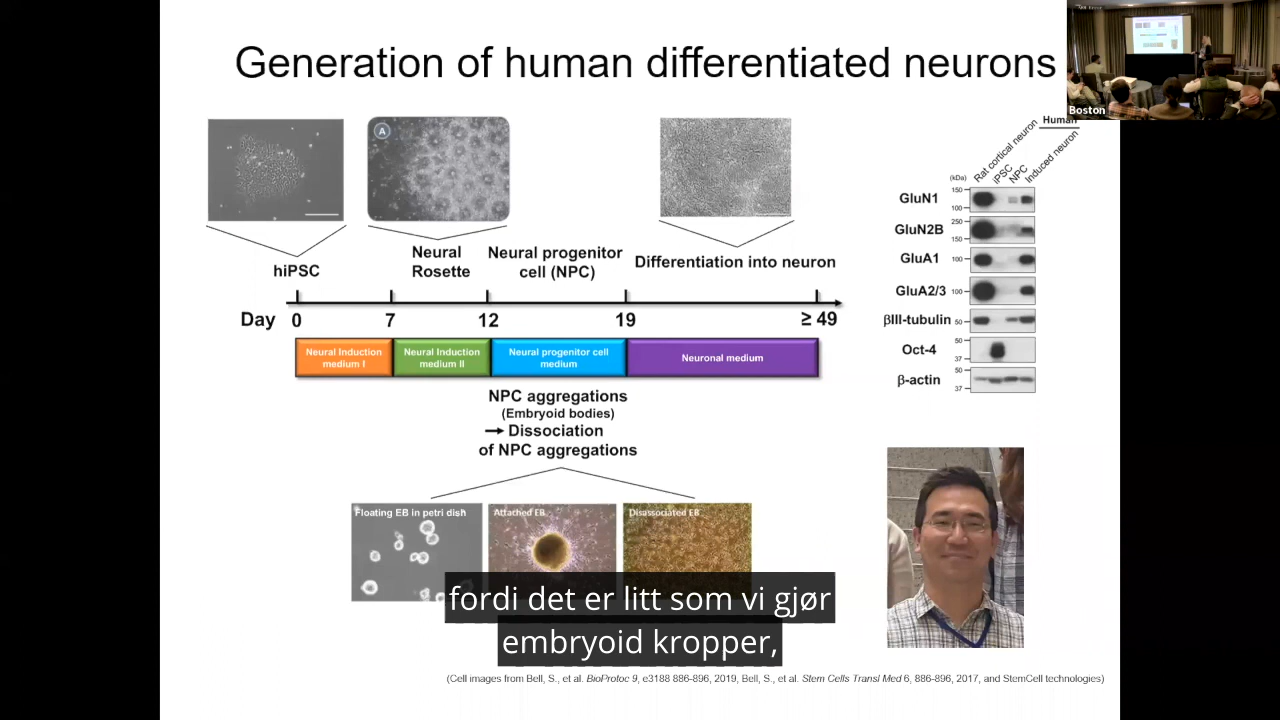 Generation of human differentiated neurons
Boston
A
hiPSC
Neural
Rosette
Neural progenitor
cell (NPC)
Differentiation into neuron
Day 0 7 12 19 ≥ 49
Neural Induction
medium I
Neural Induction
medium II
Neural progenitor cell
medium
Neuronal medium
NPC aggregations
(Embryoid bodies)
→ Dissociation
of NPC aggregations
Floating EB in petri dish
Attached EB
Disassociated EB
Human
Rat cortical neuron
iPSC
NPC
Induced neuron
(kDa)
GluN1 150 100
GluN2B 250 150
GluA1 100
GluA2/3 100
βIII-tubulin 50
Oct-4 50 37
β-actin 50 37
fordi det er litt som vi gjør
embryoid kropper,
(Cell images from Bell, S., et al. BioProtoc 9, e3188 886-896, 2019, Bell, S., et al. Stem Cells Transl Med 6, 886-896, 2017, and StemCell technologies)